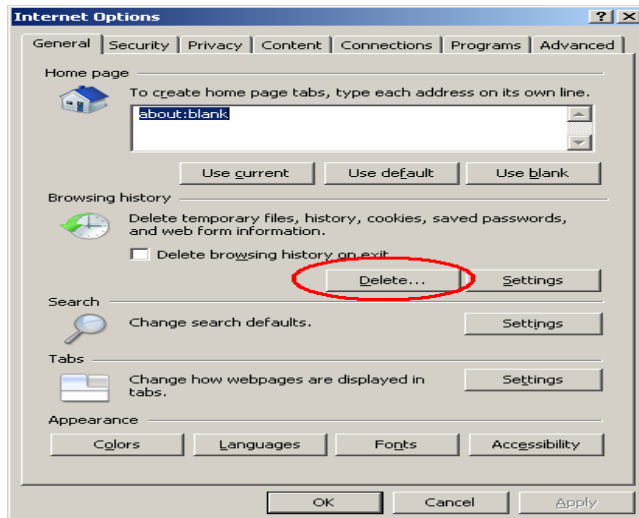 Internet Options
General Security Privacy Content Connections Programs Advanced
Home page
To create home page tabs, type each address on its own line.
about:blank
Use current Use default Use blank
Browsing history
Delete temporary files, history, cookies, saved passwords,
and web form information.
Delete browsing history on exit
Delete... Settings
Search
Change search defaults. Settings
Tabs
Change how webpages are displayed in Settings
tabs.
Appearance
Colors Languages Fonts Accessibility
OK Cancel Apply